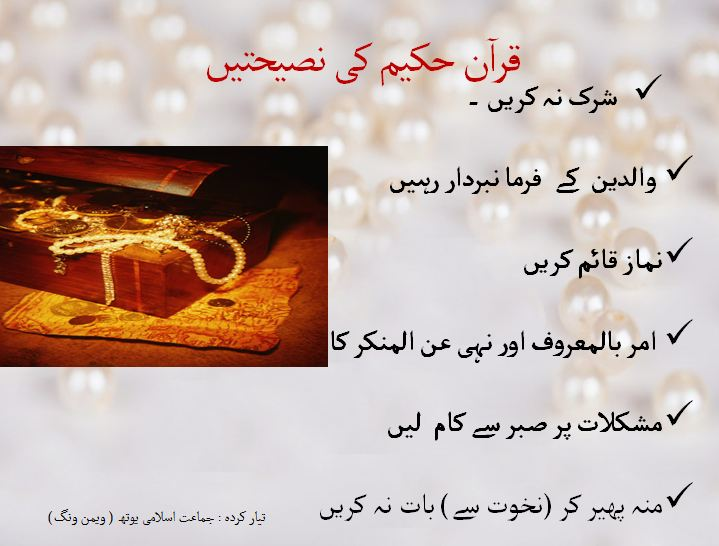 قرآن حکیم کی نصیحتیں
شرک نہ کریں ۔
والدین کے فرما نبردار رہیں
نماز قائم کریں
امر بالمعروف اور نہی عن المنکر کا
مشکلات پر صبر سے کام لیں
منہ پھیر کر (نخوت سے) بات نہ کریں
تیار کردہ : جماعت اسلامی یوتھ ( ویمن ونگ)